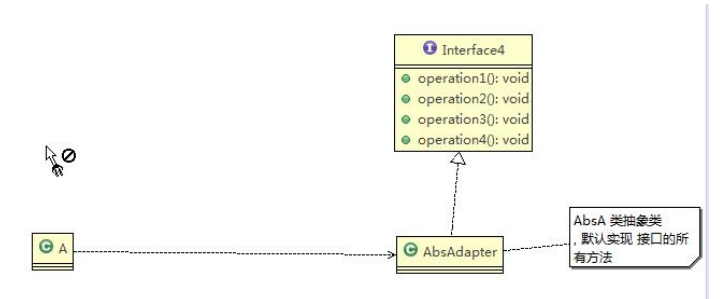 Interface4
operation1(): void
operation2(): void
operation3(): void
operation4(): void
A
AbsAdapter
AbsA 类抽象类
, 默认实现 接口的所
有方法